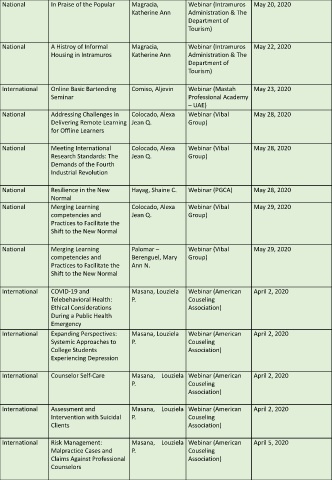 National
In Praise of the Popular
Magracia,
Katherine Ann
Webinar (Intramuros
Administration & The
Department of
Tourism)
May 20, 2020
National
A Histroy of Informal
Housing in Intramuros
Magracia,
Katherine Ann
Webinar (Intramuros
Administration & The
Department of
Tourism)
May 22, 2020
International
Online Basic Bartending
Seminar
Comiso, Aljevin
Webinar (Mastah
Professional Academy
– UAE)
May 23, 2020
National
Addressing Challenges in
Delivering Remote Learning
for Offline Learners
Colocado, Alexa
Jean Q.
Webinar (Vibal
Group)
May 28, 2020
National
Meeting International
Research Standards: The
Demands of the Fourth
Industrial Revolution
Colocado, Alexa
Jean Q.
Webinar (Vibal
Group)
May 28, 2020
National
Resilience in the New
Normal
Hayag, Shaine C.
Webinar (PGCA)
May 28, 2020
National
Merging Learning
competencies and
Practices to Facilitate the
Shift to the New Normal
Colocado, Alexa
Jean Q.
Webinar (Vibal
Group)
May 29, 2020
National
Merging Learning
competencies and
Practices to Facilitate the
Shift to the New Normal
Palomar –
Berenguel, Mary
Ann N.
Webinar (Vibal
Group)
May 29, 2020
International
COVID-19 and
Telebehavioral Health:
Ethical Considerations
During a Public Health
Emergency
Masana, Louziela
P.
Webinar (American
Couseling
Association)
April 2, 2020
International
Expanding Perspectives:
Systemic Approaches to
College Students
Experiencing Depression
Masana, Louziela
P.
Webinar (American
Couseling
Association)
April 2, 2020
International
Counselor Self-Care
Masana, Louziela
P.
Webinar (American
Couseling
Association)
April 2, 2020
International
Assessment and
Intervention with Suicidal
Clients
Masana, Louziela
P.
Webinar (American
Couseling
Association)
April 2, 2020
International
Risk Management:
Malpractice Cases and
Claims Against Professional
Counselors
Masana, Louziela
P.
Webinar (American
Couseling
Association)
April 5, 2020